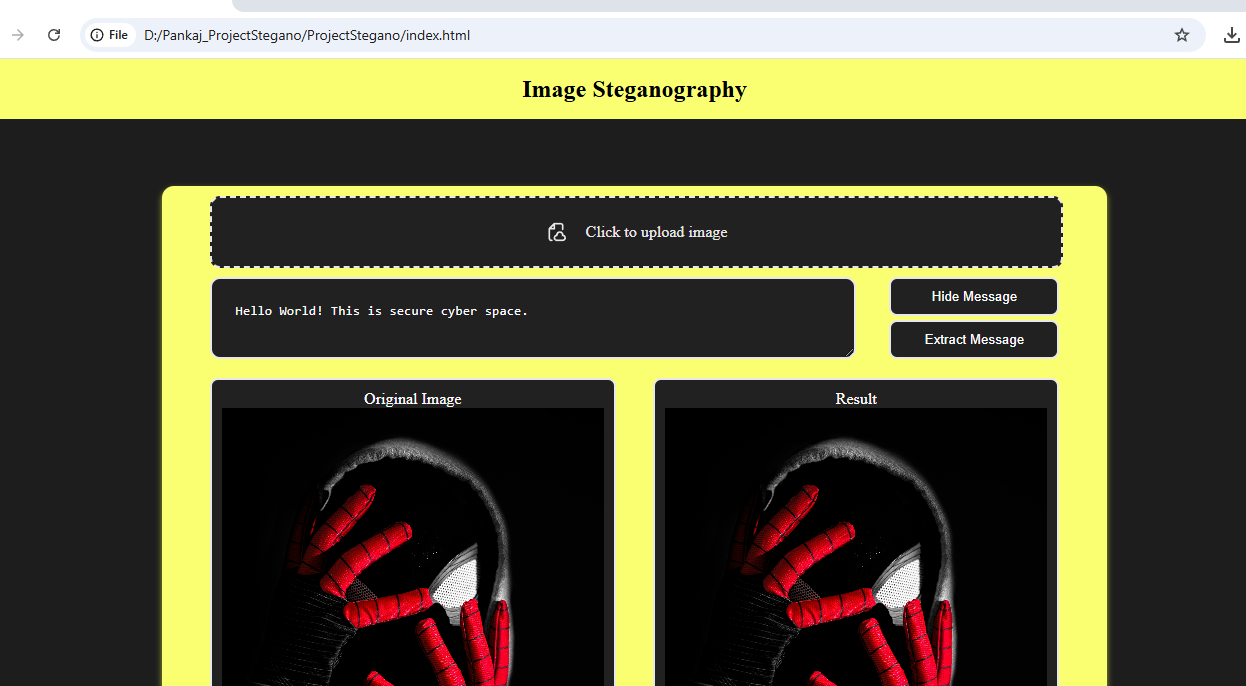 File D:/Pankaj_ProjectStegano/ProjectStegano/index.html
Image Steganography
Click to upload image
Hello World! This is secure cyber space.
Hide Message
Extract Message
Original Image
Result